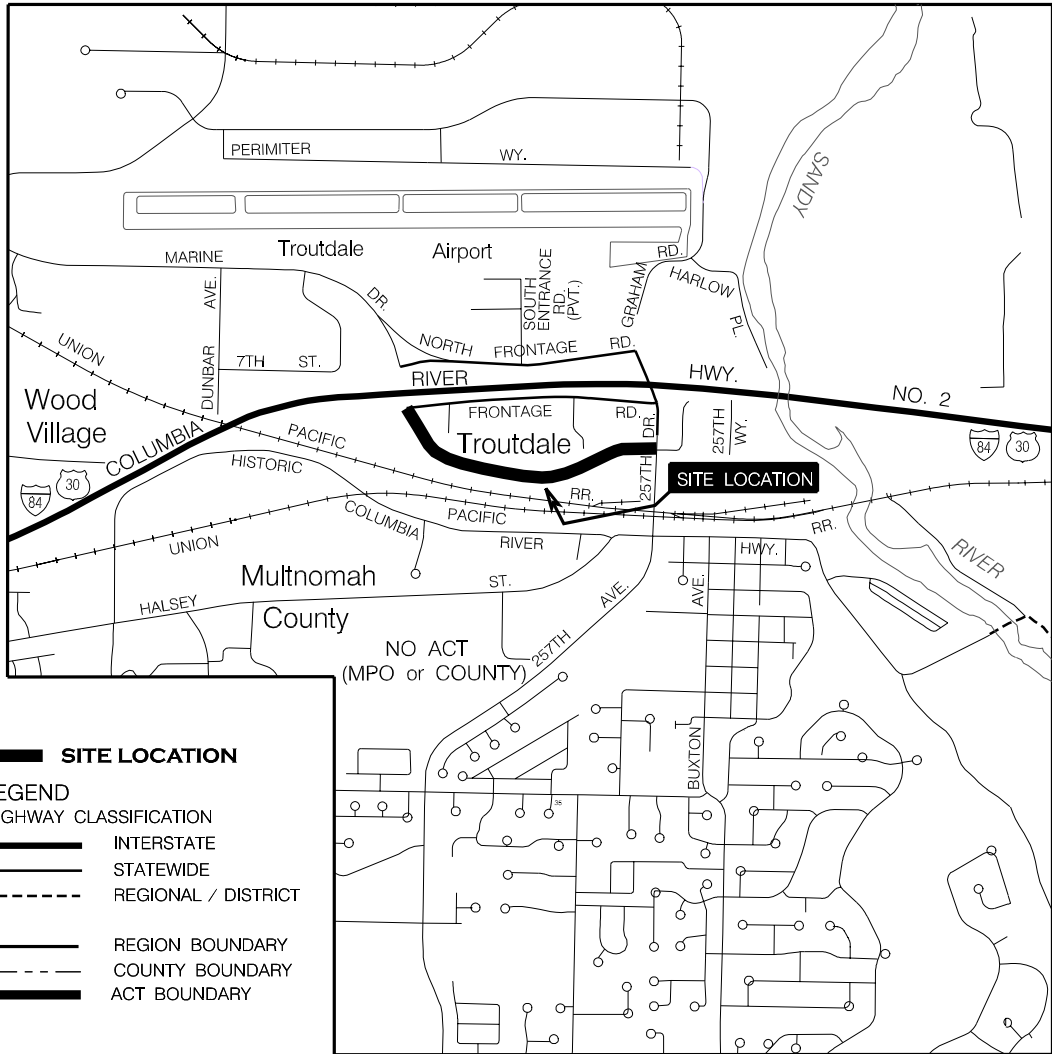 PERIMITER WY.
SANDY
MARINE
Troutdale Airport
AVE.
DR.
SOUTH
ENTRANCE
RD.
(PVT.)
GRAHAM
RD.
HARLOW
PL.
UNION
DUNBAR
7TH ST.
NORTH FRONTAGE RD.
RIVER
HWY.
NO. 2
Wood
Village
COLUMBIA
PACIFIC
FRONTAGE RD.
Troutdale
DR.
257TH
WY.
84
30
84
30
HISTORIC
257TH
SITE LOCATION
RR.
COLUMBIA
PACIFIC
RR.
UNION
RIVER
HWY.
RIVER
Multnomah
County
ST.
HALSEY
AVE.
AVE.
257TH
NO ACT
(MPO or COUNTY)
BUXTON
35
SITE LOCATION
EGEND
GHWAY CLASSIFICATION
INTERSTATE
STATEWIDE
REGIONAL / DISTRICT
REGION BOUNDARY
COUNTY BOUNDARY
ACT BOUNDARY